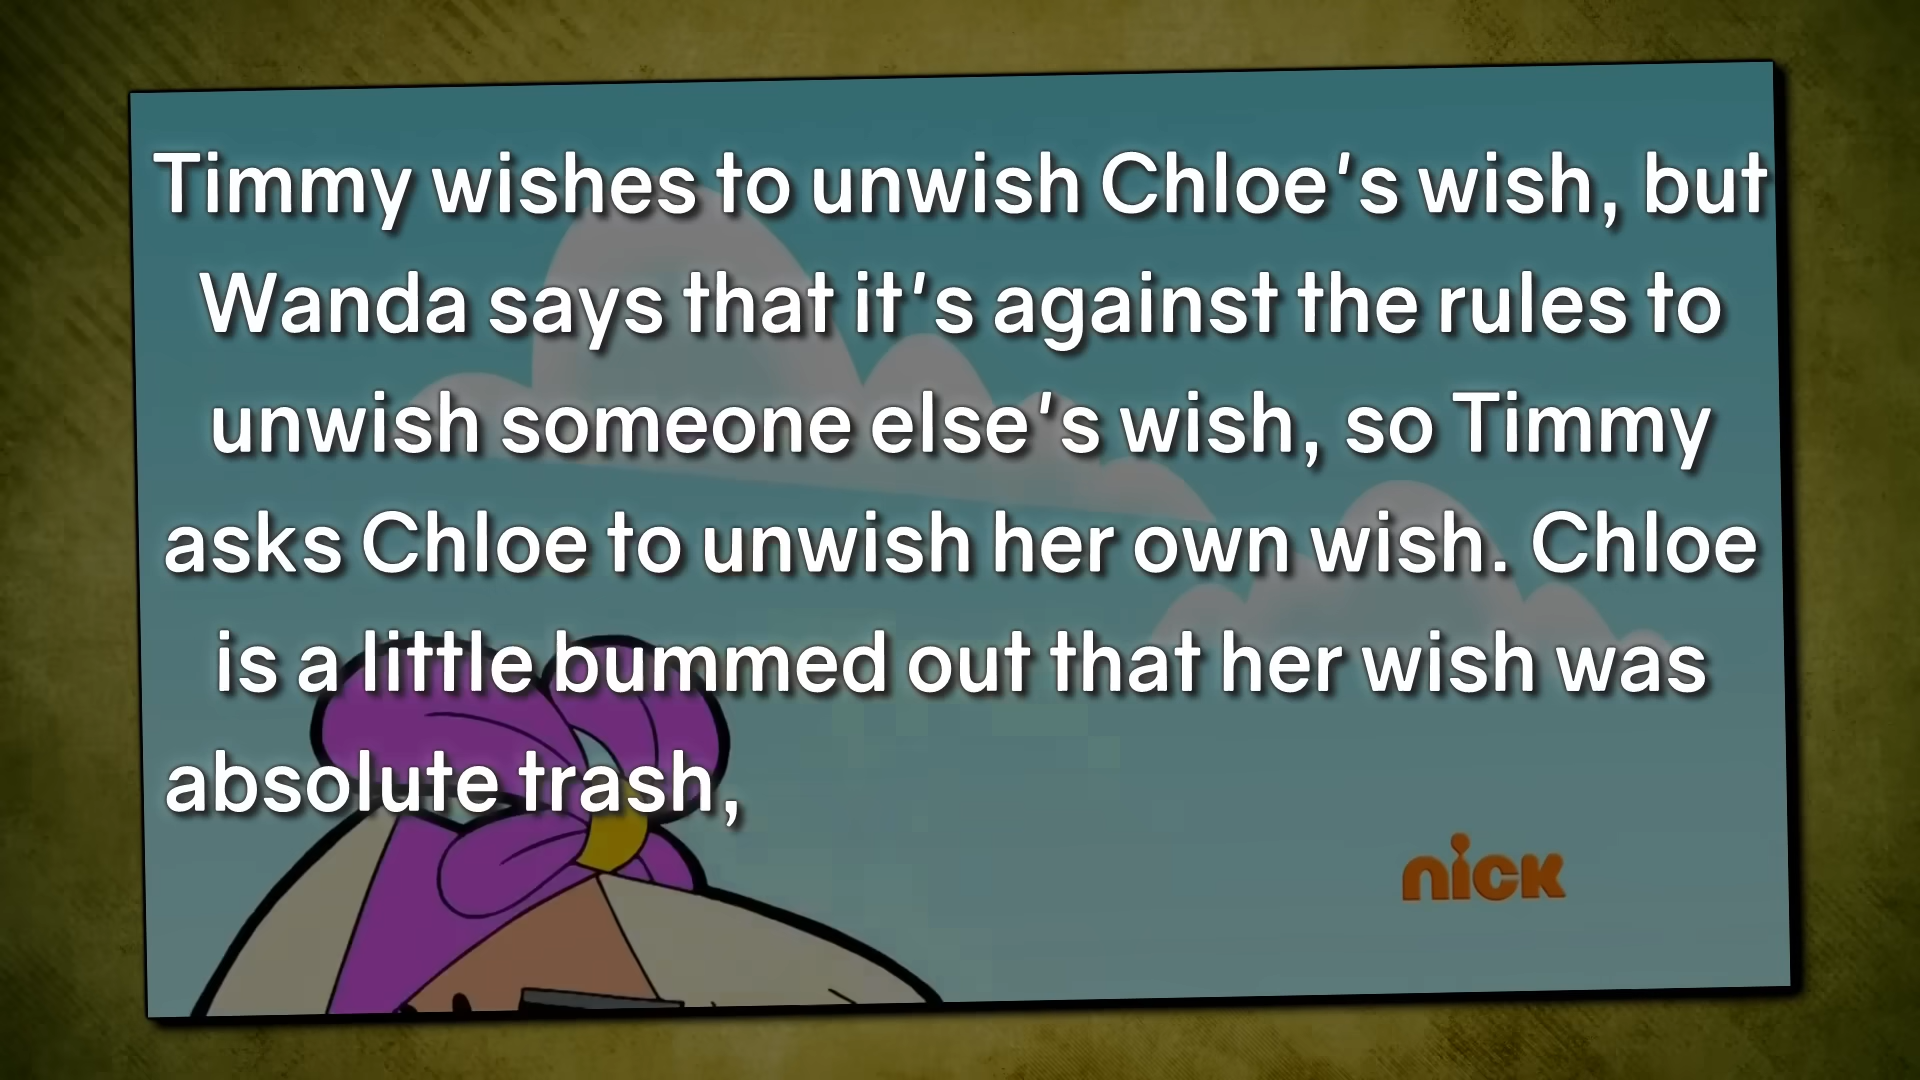 Timmy wishes to unwish Chloe's wish, but
Wanda says that it's against the rules to
unwish someone else's wish, so Timmy
asks Chloe to unwish her own wish. Chloe
is a little bummed out that her wish was
absolute trash,
nick